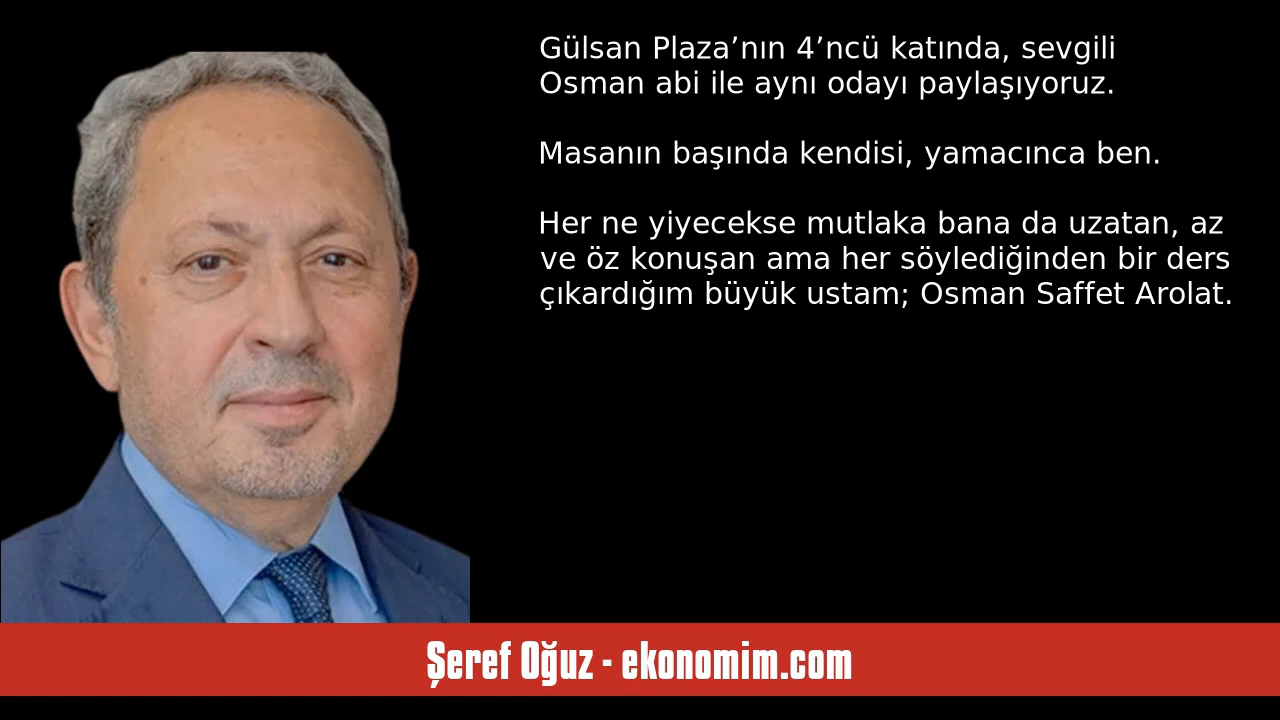 Gülsan Plaza’nın 4’ncü katında, sevgili
Osman abi ile aynı odayı paylaşıyoruz.
Masanın başında kendisi, yamacınca ben.
Her ne yiyecekse mutlaka bana da uzatan, az
ve öz konuşan ama her söylediğinden bir ders
çıkardığım büyük ustam; Osman Saffet Arolat.
Şeref Oğuz - ekonomim.com